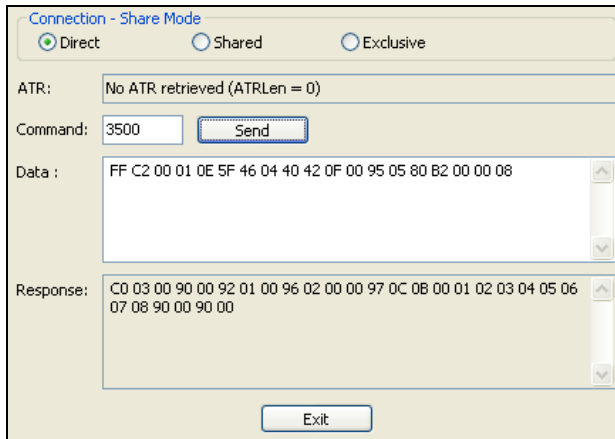 Connection - Share Mode
Direct Shared Exclusive
ATR: No ATR retrieved (ATRLen = 0)
Command: 3500 Send
Data : FF C2 00 01 0E 5F 46 04 40 42 0F 00 95 05 80 B2 00 00 08
Response: C0 03 00 90 00 92 01 00 96 02 00 00 97 0C 0B 00 01 02 03 04 05 06
07 08 90 00 90 00
Exit